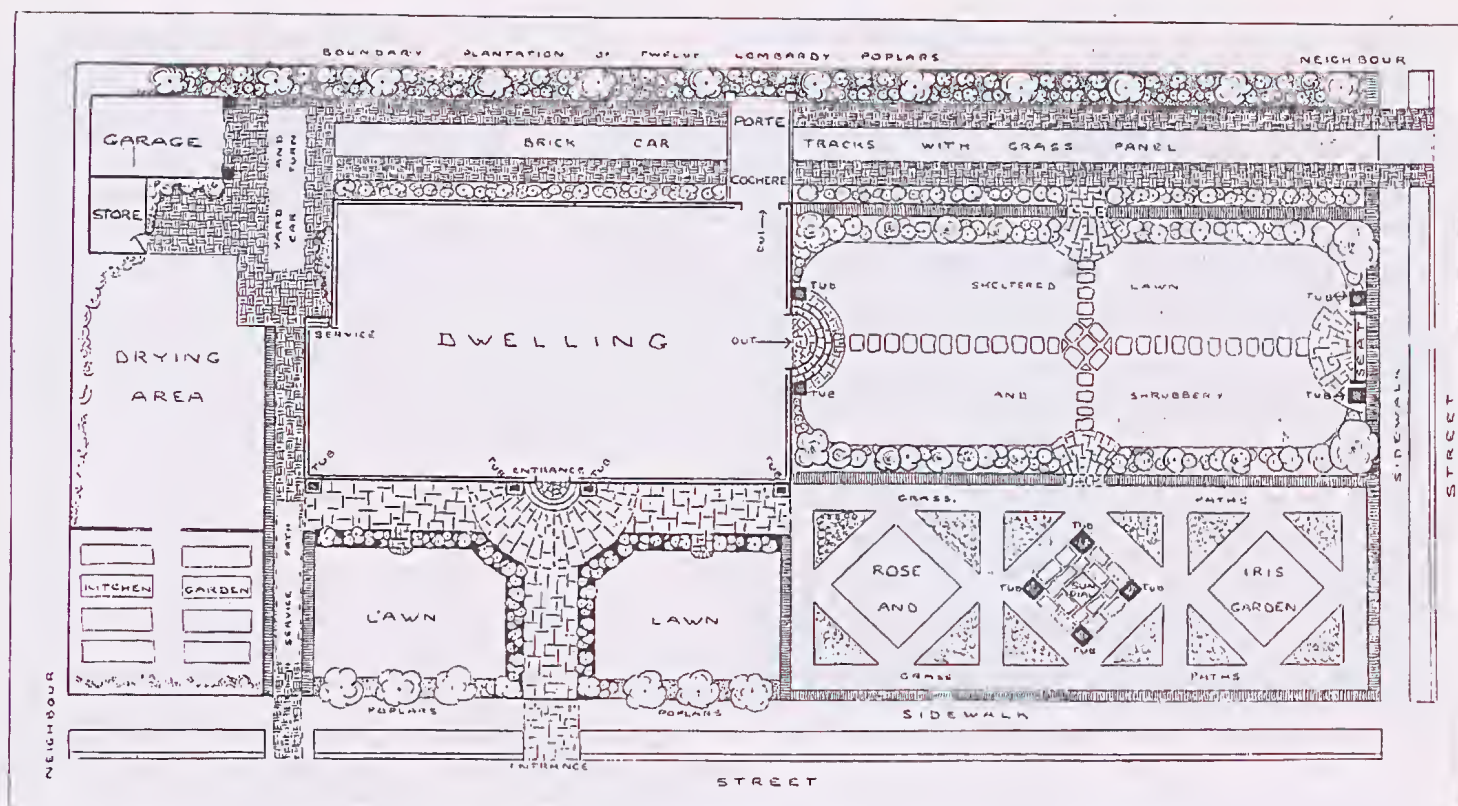 BOUNDARY PLANTATION OF TWELVE LOMBARDY POPLARS
NEIGHBOUR
GARAGE
STORE
YARD AND
CAR TURN
BRICK CAR
PORTE
COCHERE
TRACKS WITH GRASS PANEL
OUT
SERVICE
DWELLING
OUT
TUB
TUB
SHELTERED LAWN
AND SHRUBBERY
TUB
TUB
SEAT
SIDEWALK
STREET
DRYING
AREA
TUB
TUB
ENTRANCE
TUB
TUB
KITCHEN GARDEN
SERVICE PATH
LAWN
LAWN
POPLARS
POPLARS
GRASS PATHS
ROSE
AND
TUB
TUB
SUN
DIAL
TUB
TUB
IRIS
GARDEN
GRASS PATHS
SIDEWALK
NEIGHBOUR
ENTRANCE
STREET